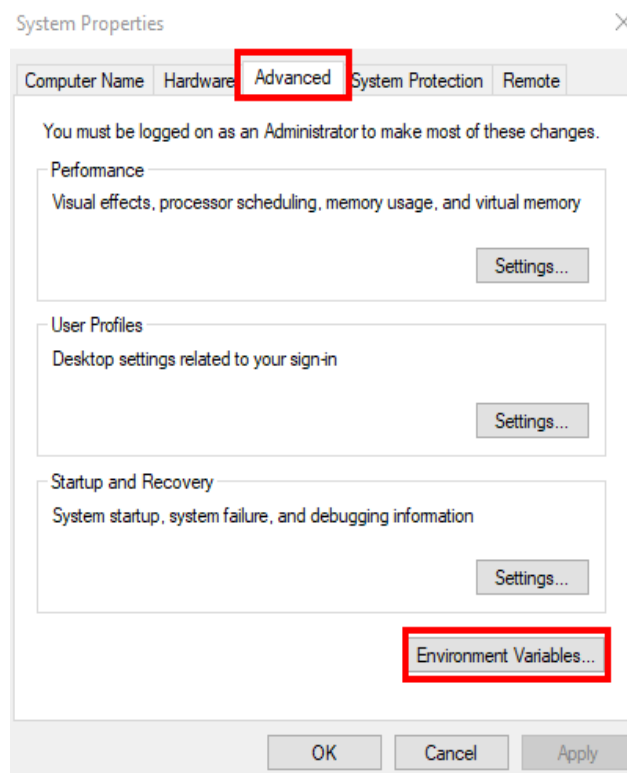 System Properties
Computer Name Hardware Advanced System Protection Remote
You must be logged on as an Administrator to make most of these changes.
Performance
Visual effects, processor scheduling, memory usage, and virtual memory
Settings...
User Profiles
Desktop settings related to your sign-in
Settings...
Startup and Recovery
System startup, system failure, and debugging information
Settings...
Environment Variables...
OK Cancel Apply